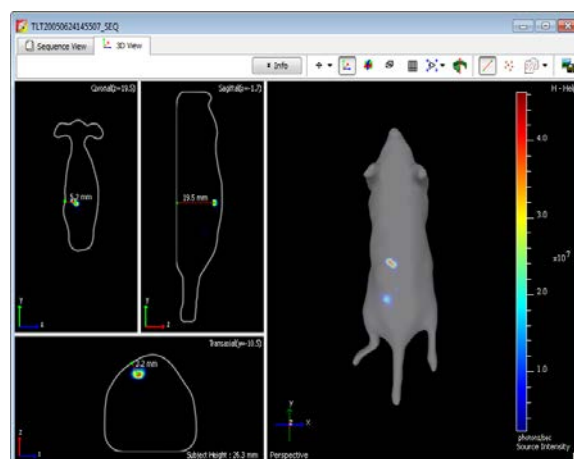 TLT20050624145507_SEQ
Sequence View
3D View
Info
Coronal(z=19.5)
5.2 mm
Y
X
Sagittal(x=-1.7)
19.5 mm
Y
Z
Transaxial(y=-10.5)
2.2 mm
Z
X
Subject Height : 26.3 mm
H - Hel
4.0
3.0
x10⁷
2.0
1.0
photons/sec
Source Intensity
Y
Z
X
Perspective